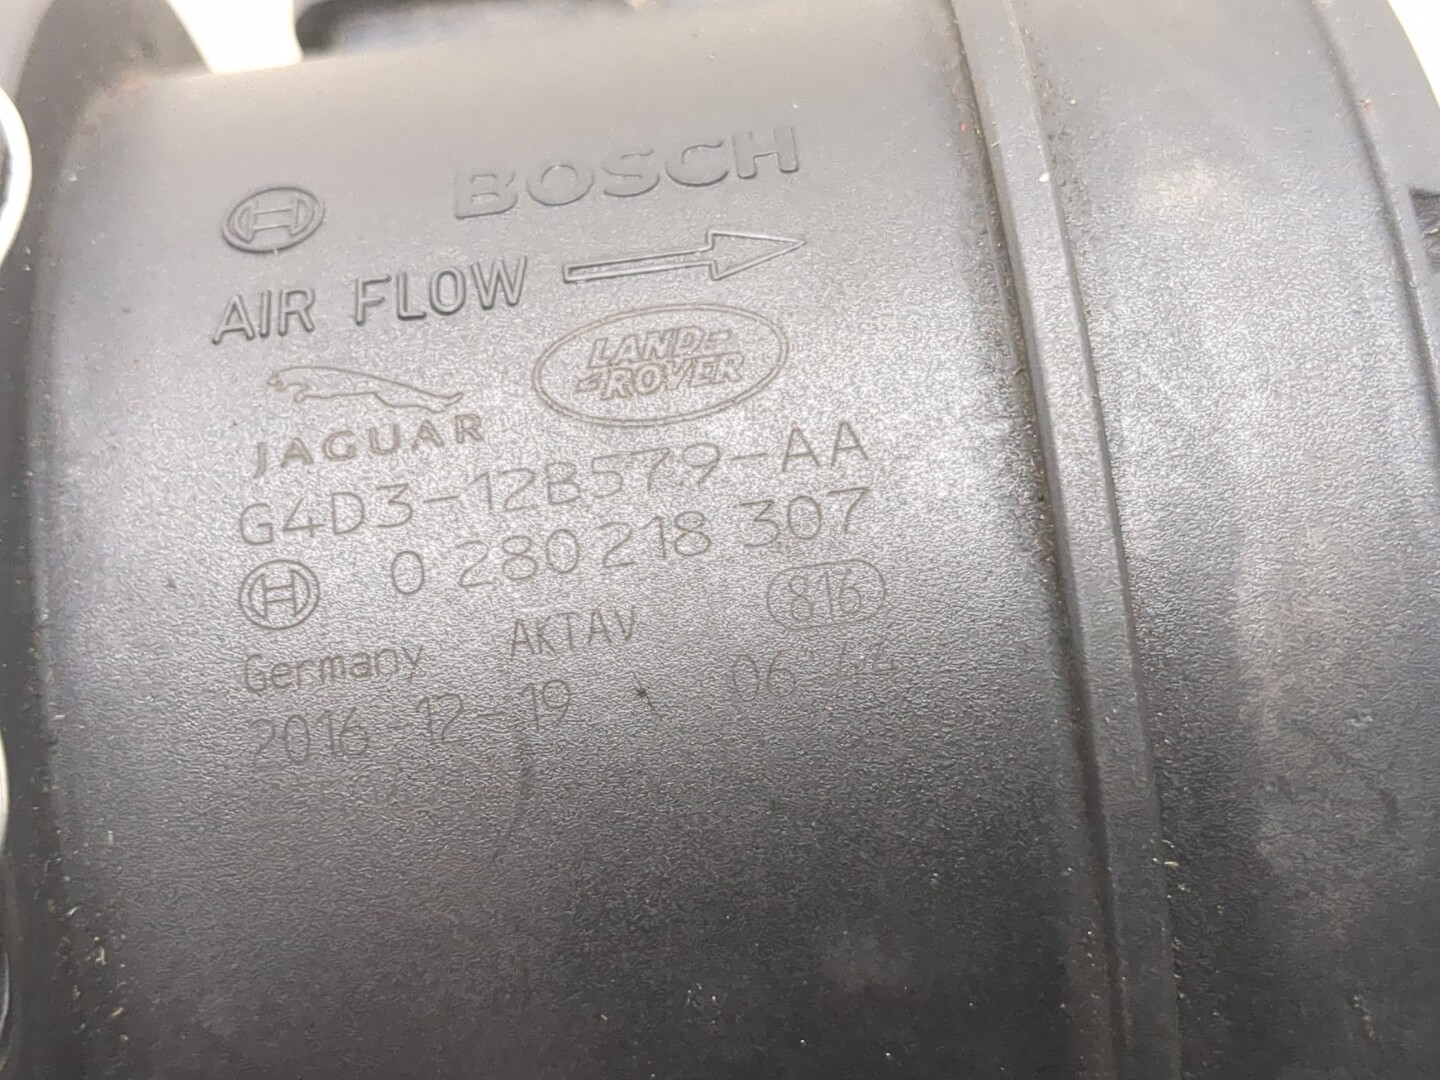 BOSCH
AIR FLOW
JAGUAR
LAND-
ROVER
G4D3-12B579-AA
0 280 218 307
816
Germany AKTAV
2016-12-19 06